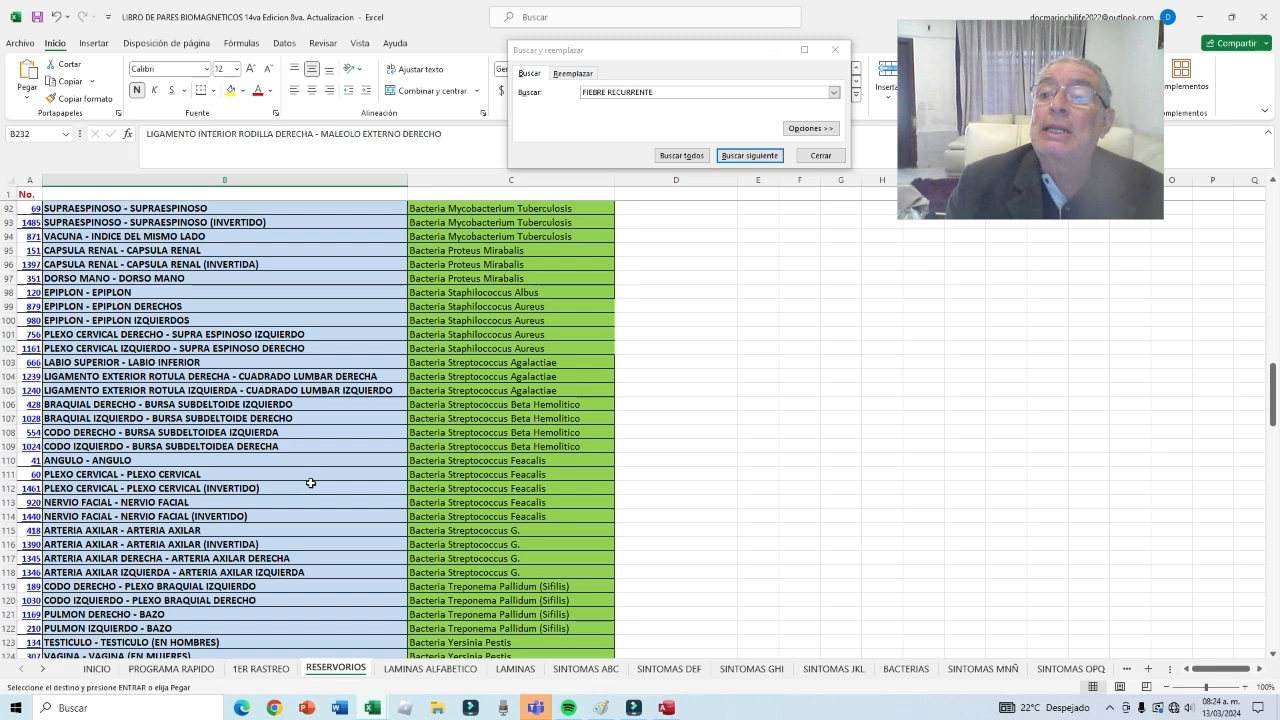 LIBRO DE PARES BIOMAGNETICOS 14va Edicion 8va. Actualizacion - Excel
Buscar
docmariochilife2022@outlook.com
D
Archivo Inicio Insertar Disposición de página Fórmulas Datos Revisar Vista Ayuda
Compartir
Pegar
Cortar
Copiar
Copiar formato
Portapapeles
Calibri 12
N K S
Fuente
Ajustar texto
Combinar y centrar
Alineación
Insertar
Complementos
Buscar y reemplazar
Buscar Reemplazar
Buscar: FIEBRE RECURRENTE
Opciones >>
Buscar todos Buscar siguiente Cerrar
B232 fx LIGAMENTO INTERIOR RODILLA DERECHA - MALEOLO EXTERNO DERECHO
A B C D E F G H O P Q
1 No.
92 69 SUPRAESPINOSO - SUPRAESPINOSO Bacteria Mycobacterium Tuberculosis
93 1485 SUPRAESPINOSO - SUPRAESPINOSO (INVERTIDO) Bacteria Mycobacterium Tuberculosis
94 871 VACUNA - INDICE DEL MISMO LADO Bacteria Mycobacterium Tuberculosis
95 151 CAPSULA RENAL - CAPSULA RENAL Bacteria Proteus Mirabalis
96 1397 CAPSULA RENAL - CAPSULA RENAL (INVERTIDA) Bacteria Proteus Mirabalis
97 351 DORSO MANO - DORSO MANO Bacteria Proteus Mirabalis
98 120 EPIPLON - EPIPLON Bacteria Staphilococcus Albus
99 879 EPIPLON - EPIPLON DERECHOS Bacteria Staphiloccocus Aureus
100 980 EPIPLON - EPIPLON IZQUIERDOS Bacteria Staphiloccocus Aureus
101 756 PLEXO CERVICAL DERECHO - SUPRA ESPINOSO IZQUIERDO Bacteria Staphiloccocus Aureus
102 1161 PLEXO CERVICAL IZQUIERDO - SUPRA ESPINOSO DERECHO Bacteria Staphiloccocus Aureus
103 666 LABIO SUPERIOR - LABIO INFERIOR Bacteria Streptococcus Agalactiae
104 1239 LIGAMENTO EXTERIOR ROTULA DERECHA - CUADRADO LUMBAR DERECHA Bacteria Streptococcus Agalactiae
105 1240 LIGAMENTO EXTERIOR ROTULA IZQUIERDA - CUADRADO LUMBAR IZQUIERDO Bacteria Streptococcus Agalactiae
106 428 BRAQUIAL DERECHO - BURSA SUBDELTOIDE IZQUIERDO Bacteria Streptococcus Beta Hemolitico
107 1028 BRAQUIAL IZQUIERDO - BURSA SUBDELTOIDE DERECHO Bacteria Streptococcus Beta Hemolitico
108 554 CODO DERECHO - BURSA SUBDELTOIDEA IZQUIERDA Bacteria Streptococcus Beta Hemolitico
109 1024 CODO IZQUIERDO - BURSA SUBDELTOIDEA DERECHA Bacteria Streptococcus Beta Hemolitico
110 41 ANGULO - ANGULO Bacteria Streptococcus Feacalis
111 60 PLEXO CERVICAL - PLEXO CERVICAL Bacteria Streptococcus Feacalis
112 1461 PLEXO CERVICAL - PLEXO CERVICAL (INVERTIDO) Bacteria Streptococcus Feacalis
113 920 NERVIO FACIAL - NERVIO FACIAL Bacteria Streptococcus Feacalis
114 1440 NERVIO FACIAL - NERVIO FACIAL (INVERTIDO) Bacteria Streptococcus Feacalis
115 418 ARTERIA AXILAR - ARTERIA AXILAR Bacteria Streptococcus G.
116 1390 ARTERIA AXILAR - ARTERIA AXILAR (INVERTIDA) Bacteria Streptococcus G.
117 1345 ARTERIA AXILAR DERECHA - ARTERIA AXILAR DERECHA Bacteria Streptococcus G.
118 1346 ARTERIA AXILAR IZQUIERDA - ARTERIA AXILAR IZQUIERDA Bacteria Streptococcus G.
119 189 CODO DERECHO - PLEXO BRAQUIAL IZQUIERDO Bacteria Treponema Pallidum (Sifilis)
120 1030 CODO IZQUIERDO - PLEXO BRAQUIAL DERECHO Bacteria Treponema Pallidum (Sifilis)
121 1169 PULMON DERECHO - BAZO Bacteria Treponema Pallidum (Sifilis)
122 210 PULMON IZQUIERDO - BAZO Bacteria Treponema Pallidum (Sifilis)
123 134 TESTICULO - TESTICULO (EN HOMBRES) Bacteria Yersinia Pestis
124 307 VAGINA - VAGINA (EN MUJERES) Bacteria Yersinia Pestis
INICIO PROGRAMA RAPIDO 1ER RASTREO RESERVORIOS LAMINAS ALFABETICO LAMINAS SINTOMAS ABC SINTOMAS DEF SINTOMAS GHI SINTOMAS JKL BACTERIAS SINTOMAS MNÑ SINTOMAS OPQ
Seleccione el destino y presione ENTRAR o elija Pegar
100%
Buscar
22°C Despejado
08:24 a. m.
13/03/2024